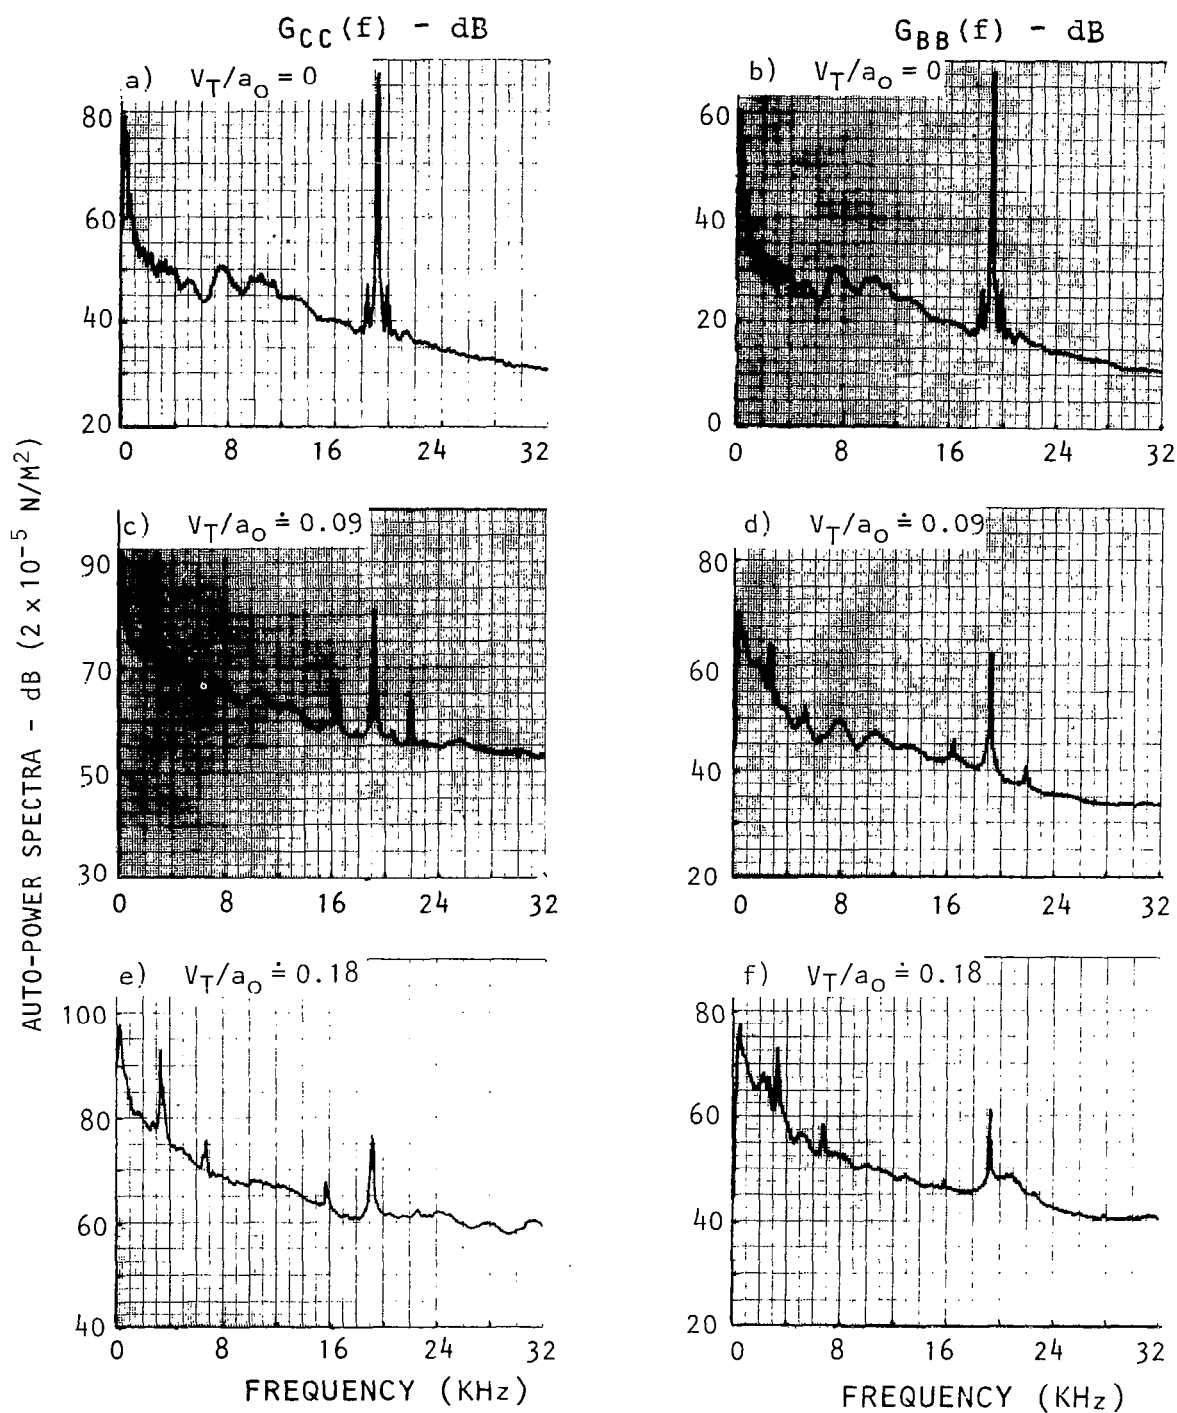 G_CC(f) - dB
G_BB(f) - dB
AUTO-POWER SPECTRA - dB (2 x 10^-5 N/M^2)
a) V_T/a_o = 0
80
60
40
20
0 8 16 24 32
b) V_T/a_o = 0
60
40
20
0
0 8 16 24 32
c) V_T/a_o ≐ 0.09
90
70
50
30
0 8 16 24 32
d) V_T/a_o ≐ 0.09
80
60
40
20
0 8 16 24 32
e) V_T/a_o ≐ 0.18
100
80
60
40
0 8 16 24 32
FREQUENCY (KHz)
f) V_T/a_o ≐ 0.18
80
60
40
20
0 8 16 24 32
FREQUENCY (KHz)